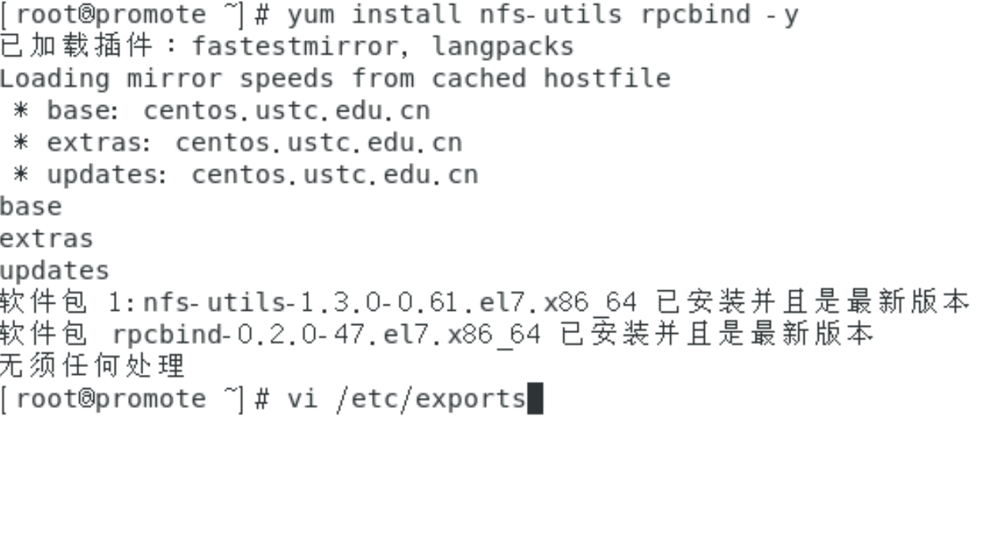 [root@promote ~]# yum install nfs-utils rpcbind -y
已加载插件：fastestmirror, langpacks
Loading mirror speeds from cached hostfile
 * base: centos.ustc.edu.cn
 * extras: centos.ustc.edu.cn
 * updates: centos.ustc.edu.cn
base
extras
updates
软件包 1:nfs-utils-1.3.0-0.61.el7.x86_64 已安装并且是最新版本
软件包 rpcbind-0.2.0-47.el7.x86_64 已安装并且是最新版本
无须任何处理
[root@promote ~]# vi /etc/exports